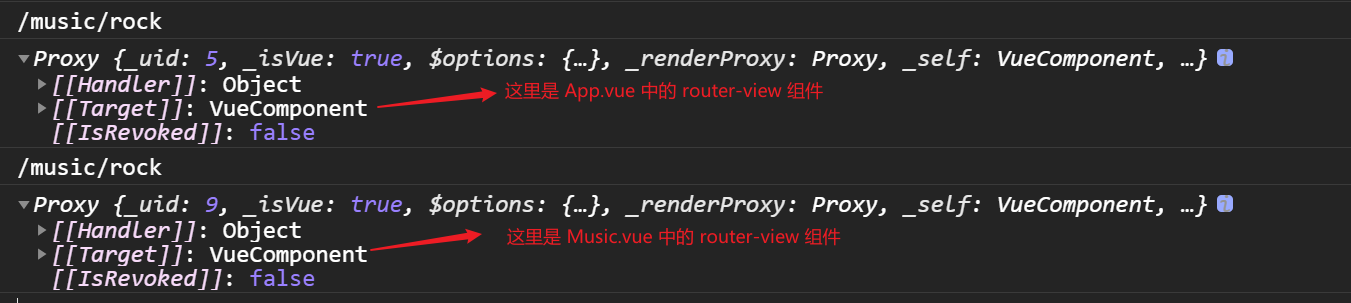 /music/rock
Proxy {_uid: 5, _isVue: true, $options: {…}, _renderProxy: Proxy, _self: VueComponent, …} i
[[Handler]]: Object
[[Target]]: VueComponent 这里是 App.vue 中的 router-view 组件
[[IsRevoked]]: false
/music/rock
Proxy {_uid: 9, _isVue: true, $options: {…}, _renderProxy: Proxy, _self: VueComponent, …} i
[[Handler]]: Object
[[Target]]: VueComponent 这里是 Music.vue 中的 router-view 组件
[[IsRevoked]]: false